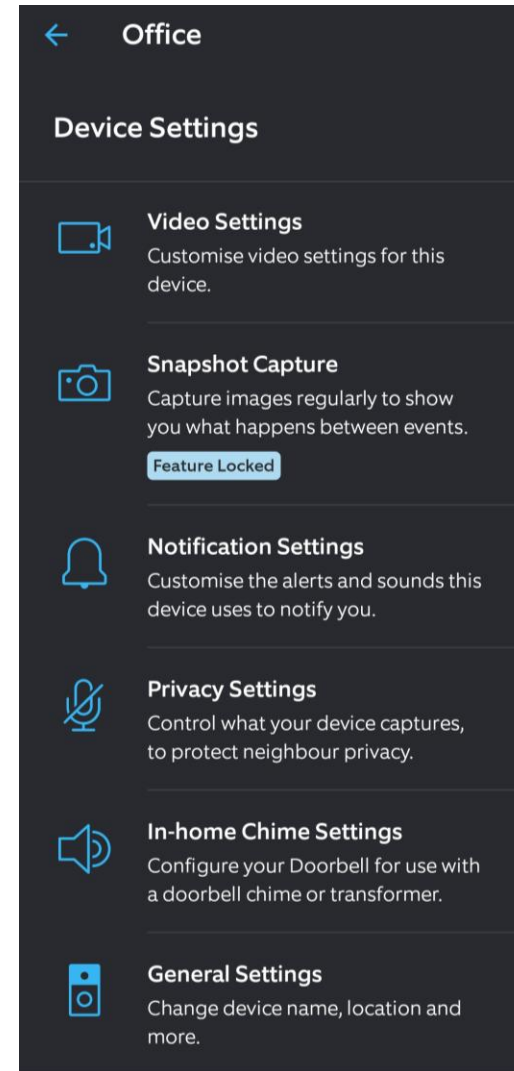 Office
Device Settings
Video Settings
Customise video settings for this
device.
Snapshot Capture
Capture images regularly to show
you what happens between events.
Feature Locked
Notification Settings
Customise the alerts and sounds this
device uses to notify you.
Privacy Settings
Control what your device captures,
to protect neighbour privacy.
In-home Chime Settings
Configure your Doorbell for use with
a doorbell chime or transformer.
General Settings
Change device name, location and
more.